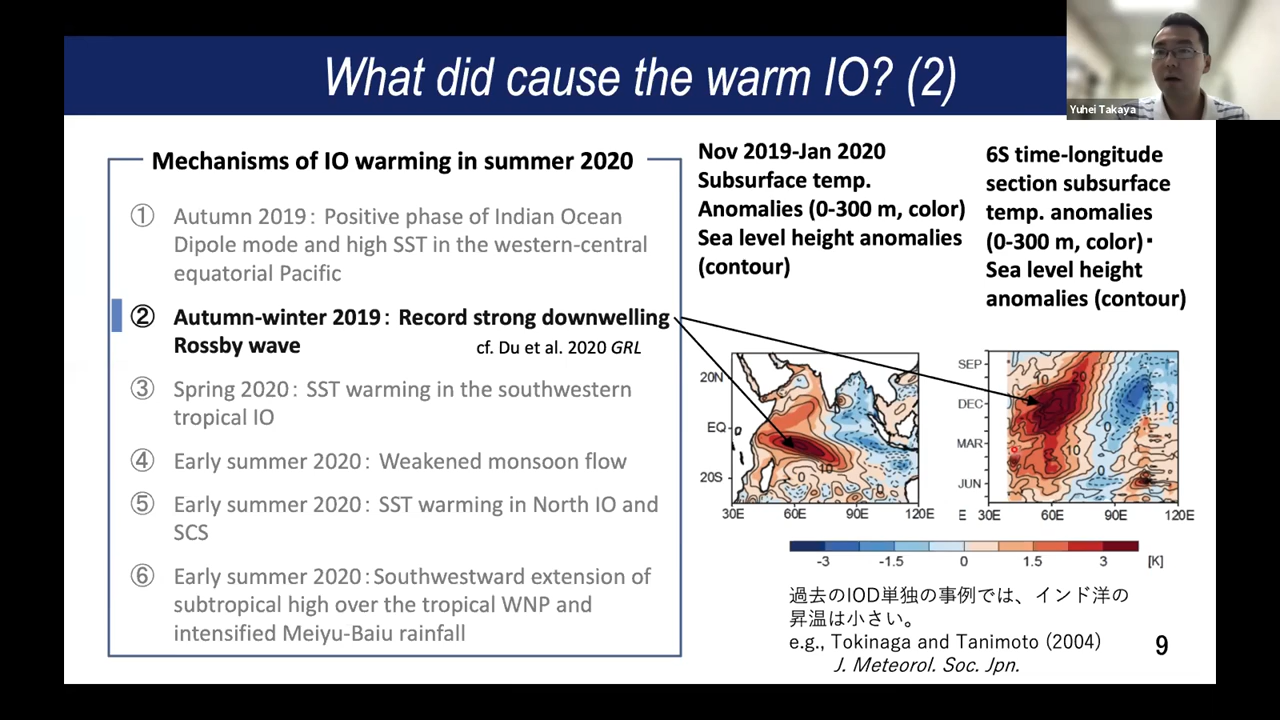 What did cause the warm IO? (2)
Yuhei Takaya
Mechanisms of IO warming in summer 2020
① Autumn 2019: Positive phase of Indian Ocean
Dipole mode and high SST in the western-central
equatorial Pacific
② Autumn-winter 2019: Record strong downwelling
Rossby wave cf. Du et al. 2020 GRL
③ Spring 2020: SST warming in the southwestern
tropical IO
④ Early summer 2020: Weakened monsoon flow
⑤ Early summer 2020: SST warming in North IO and
SCS
⑥ Early summer 2020:Southwestward extension of
subtropical high over the tropical WNP and
intensified Meiyu-Baiu rainfall
Nov 2019-Jan 2020
Subsurface temp.
Anomalies (0-300 m, color)
Sea level height anomalies
(contour)
6S time-longitude
section subsurface
temp. anomalies
(0-300 m, color)・
Sea level height
anomalies (contour)
20N
EQ
20S
10
0
30E 60E 90E 120E
SEP
DEC
MAR
JUN
10 20
0
10
0
10
0
E 30E 60E 90E 120E
-3 -1.5 0 1.5 3 [K]
過去のIOD単独の事例では、インド洋の
昇温は小さい。
e.g., Tokinaga and Tanimoto (2004)
J. Meteorol. Soc. Jpn.
9